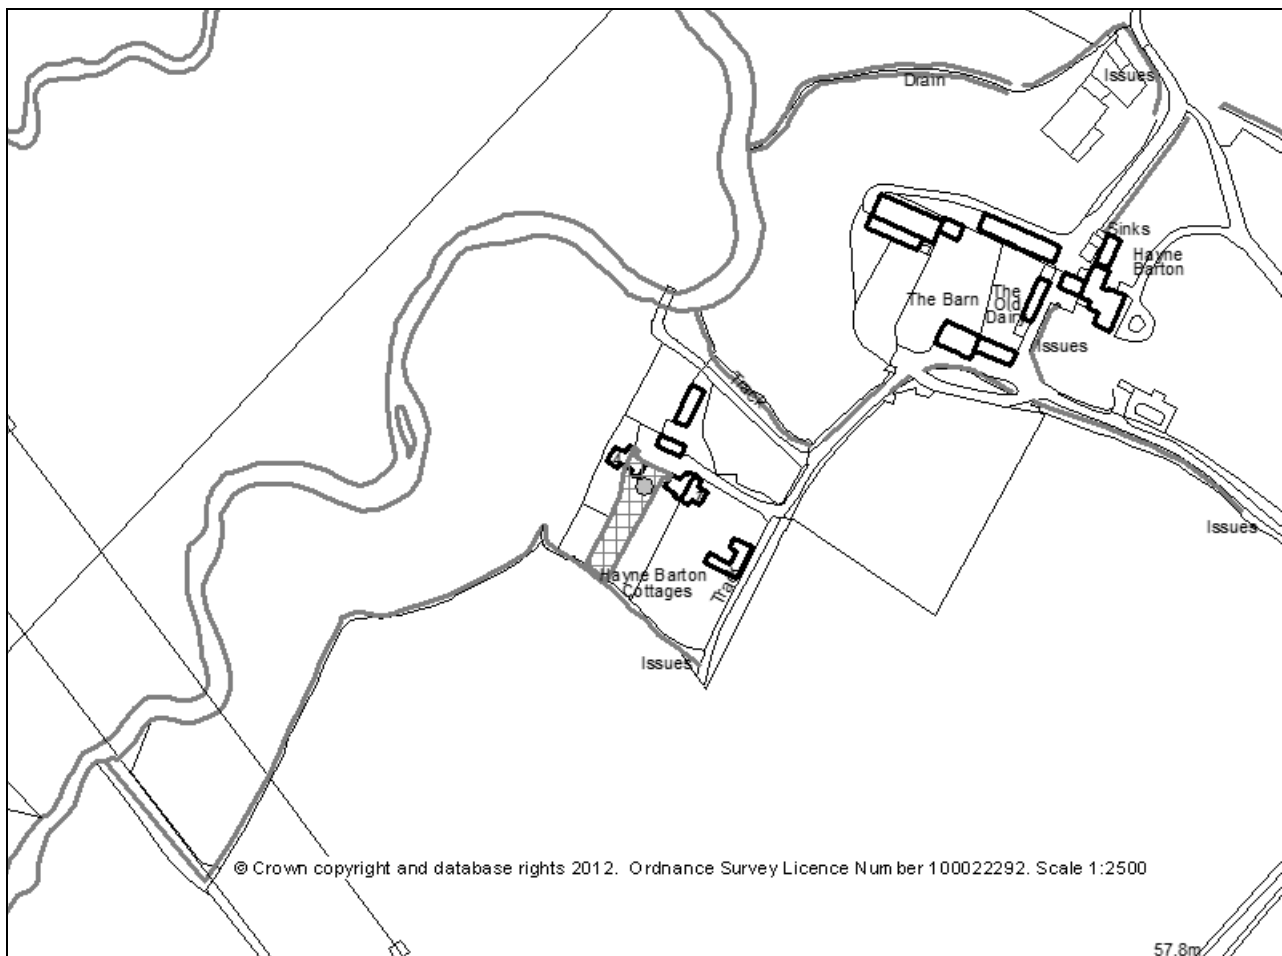 Drain
Issues
Sinks
Hayne
Barton
The Barn
The
Old
Dairy
Issues
Track
Issues
Hayne Barton
Cottages
Track
Issues
© Crown copyright and database rights 2012. Ordnance Survey Licence Number 100022292. Scale 1:2500
57.8m